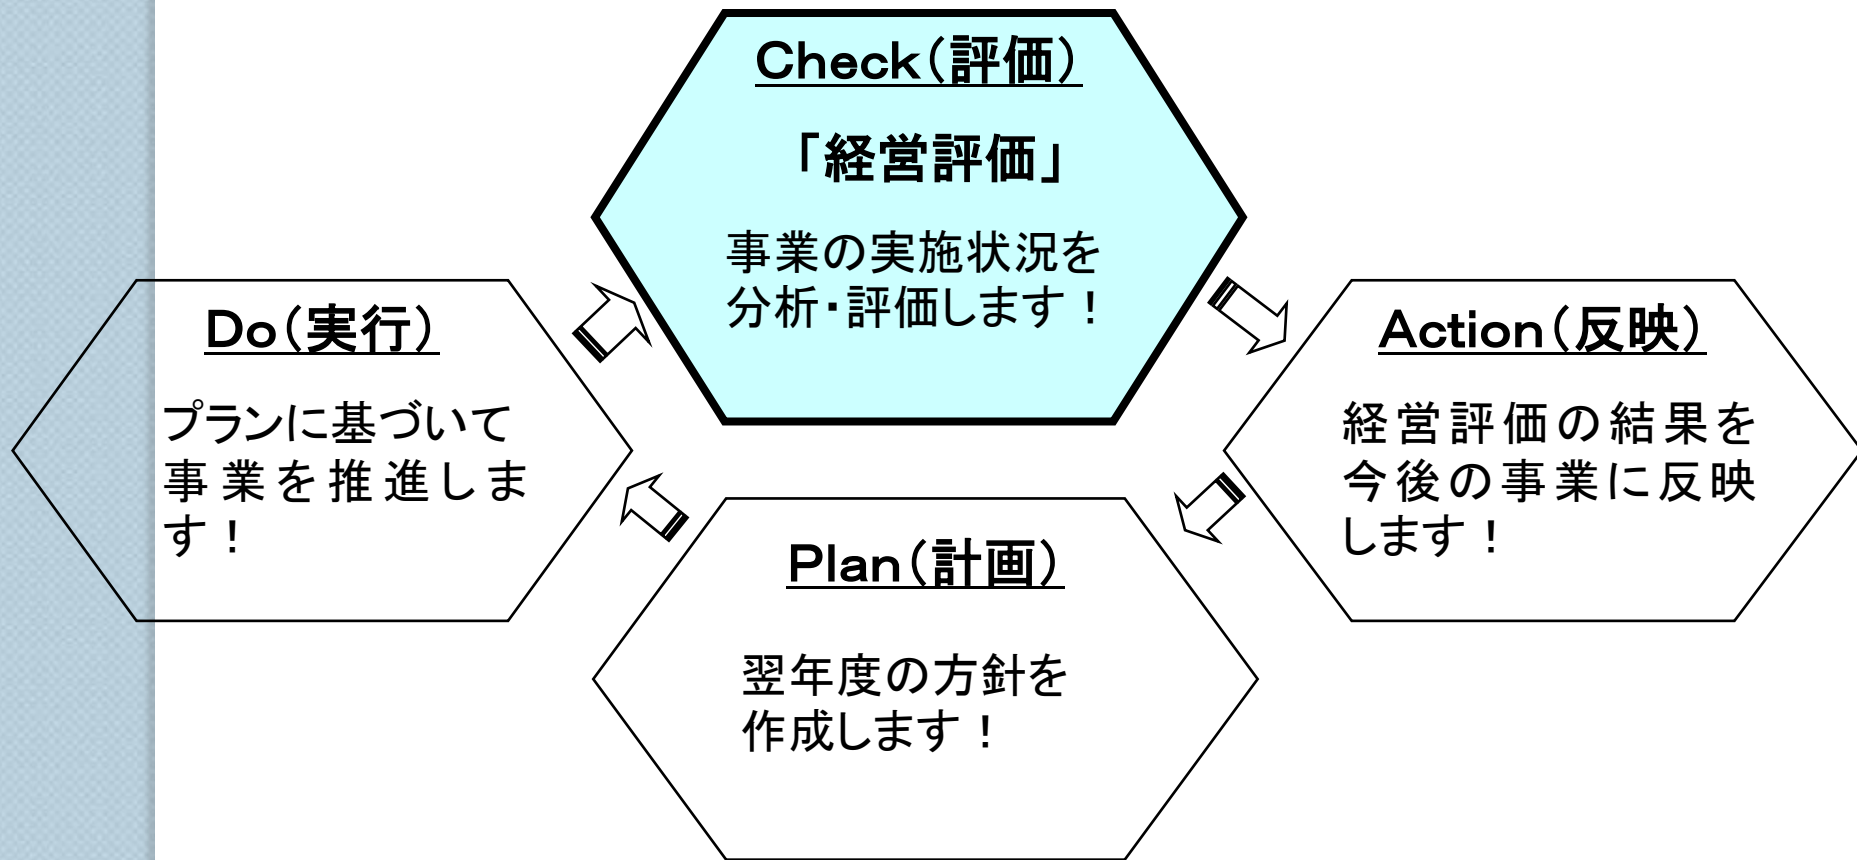 Check（評価）
「経営評価」
事業の実施状況を
分析・評価します！
Do（実行）
プランに基づいて
事業を推進しま
す！
Action（反映）
経営評価の結果を
今後の事業に反映
します！
Plan（計画）
翌年度の方針を
作成します！